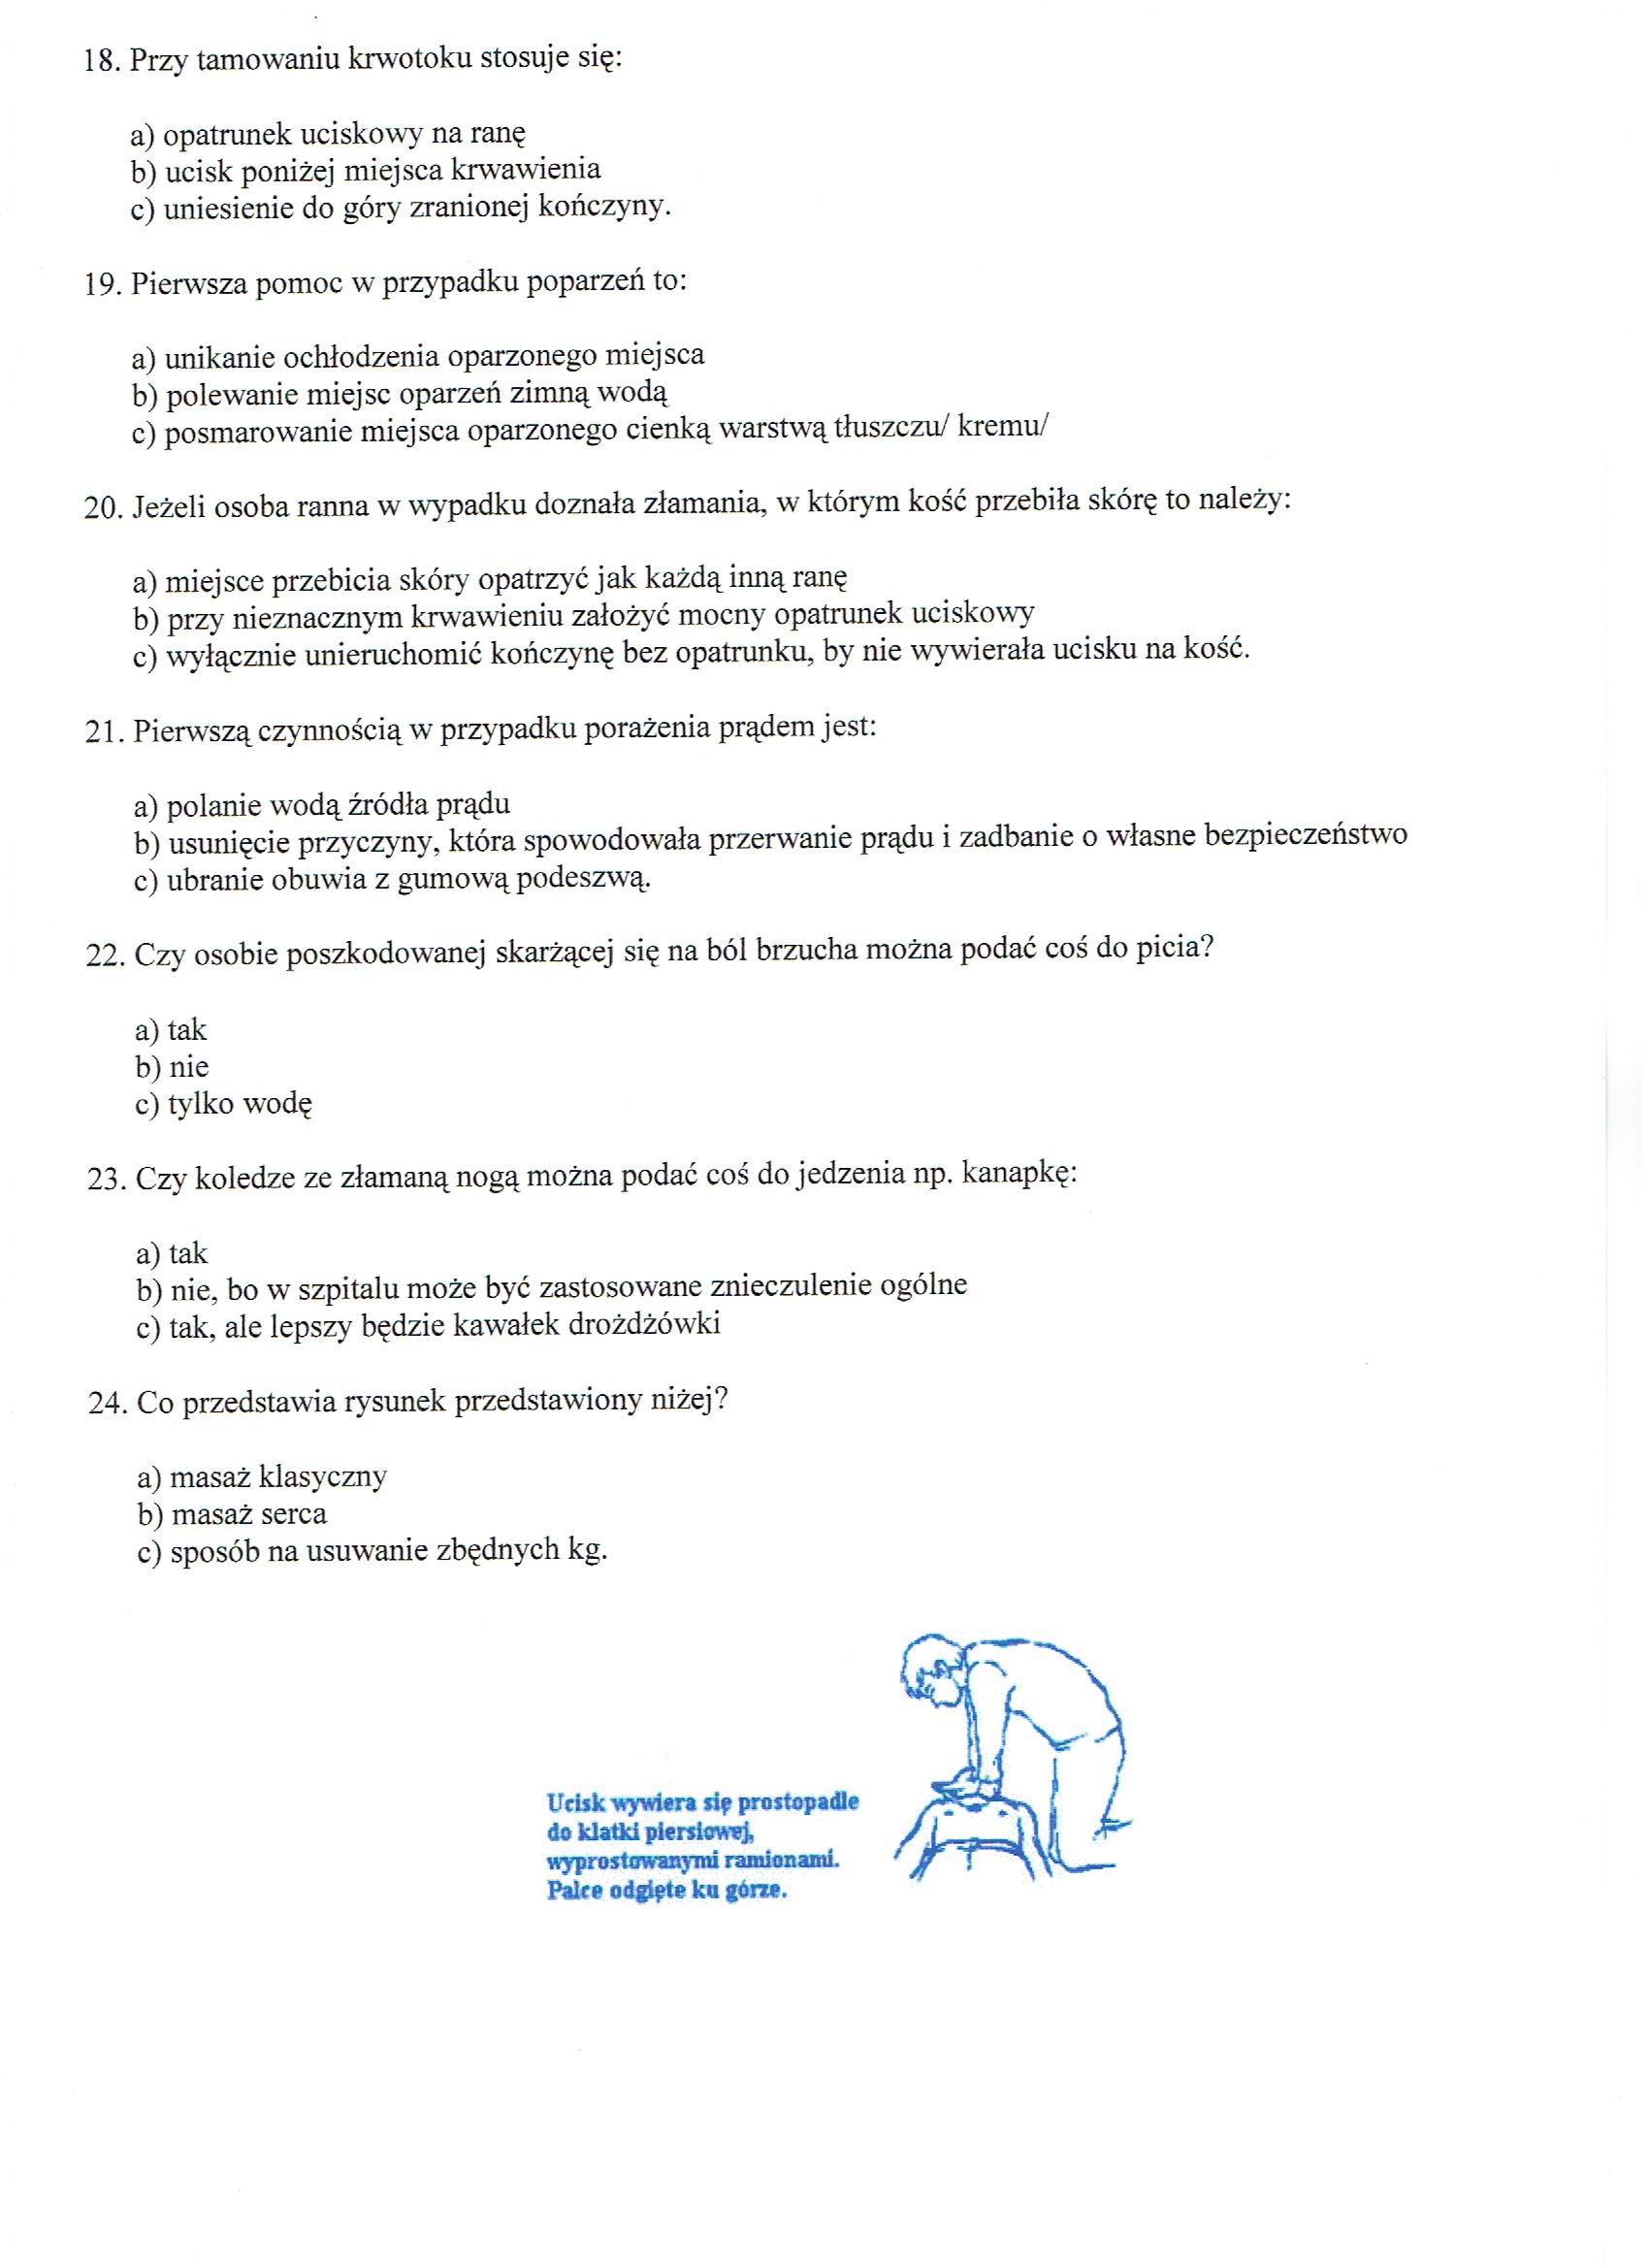 18. Przy tamowaniu krwotoku stosuje się:
a) opatrunek uciskowy na ranę
b) ucisk poniżej miejsca krwawienia
c) uniesienie do góry zranionej kończyny.
19. Pierwsza pomoc w przypadku poparzeń to:
a) unikanie ochłodzenia oparzonego miejsca
b) polewanie miejsc oparzeń zimną wodą
c) posmarowanie miejsca oparzonego cienką warstwą tłuszczu/ kremu/
20. Jeżeli osoba ranna w wypadku doznała złamania, w którym kość przebiła skórę to należy:
a) miejsce przebicia skóry opatrzyć jak każdą inną ranę
b) przy nieznacznym krwawieniu założyć mocny opatrunek uciskowy
c) wyłącznie unieruchomić kończynę bez opatrunku, by nie wywierała ucisku na kość.
21. Pierwszą czynnością w przypadku porażenia prądem jest:
a) polanie wodą źródła prądu
b) usunięcie przyczyny, która spowodowała przerwanie prądu i zadbanie o własne bezpieczeństwo
c) ubranie obuwia z gumową podeszwą.
22. Czy osobie poszkodowanej skarżącej się na ból brzucha można podać coś do picia?
a) tak
b) nie
c) tylko wodę
23. Czy koledze ze złamaną nogą można podać coś do jedzenia np. kanapkę:
a) tak
b) nie, bo w szpitalu może być zastosowane znieczulenie ogólne
c) tak, ale lepszy będzie kawałek drożdżówki
24. Co przedstawia rysunek przedstawiony niżej?
a) masaż klasyczny
b) masaż serca
c) sposób na usuwanie zbędnych kg.
Ucisk wywiera się prostopadle
do klatki piersiowej,
wyprostowanymi ramionami.
Palce odgięte ku górze.